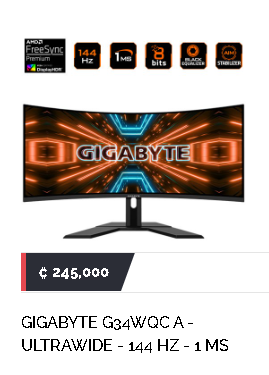 AMD
FreeSync
Premium
DisplayHDR
144
Hz
1MS
8
bits
BLACK
EQUALIZER
AIM
STABILIZER
GIGABYTE
₡ 245,000
GIGABYTE G34WQC A -
ULTRAWIDE - 144 HZ - 1 MS